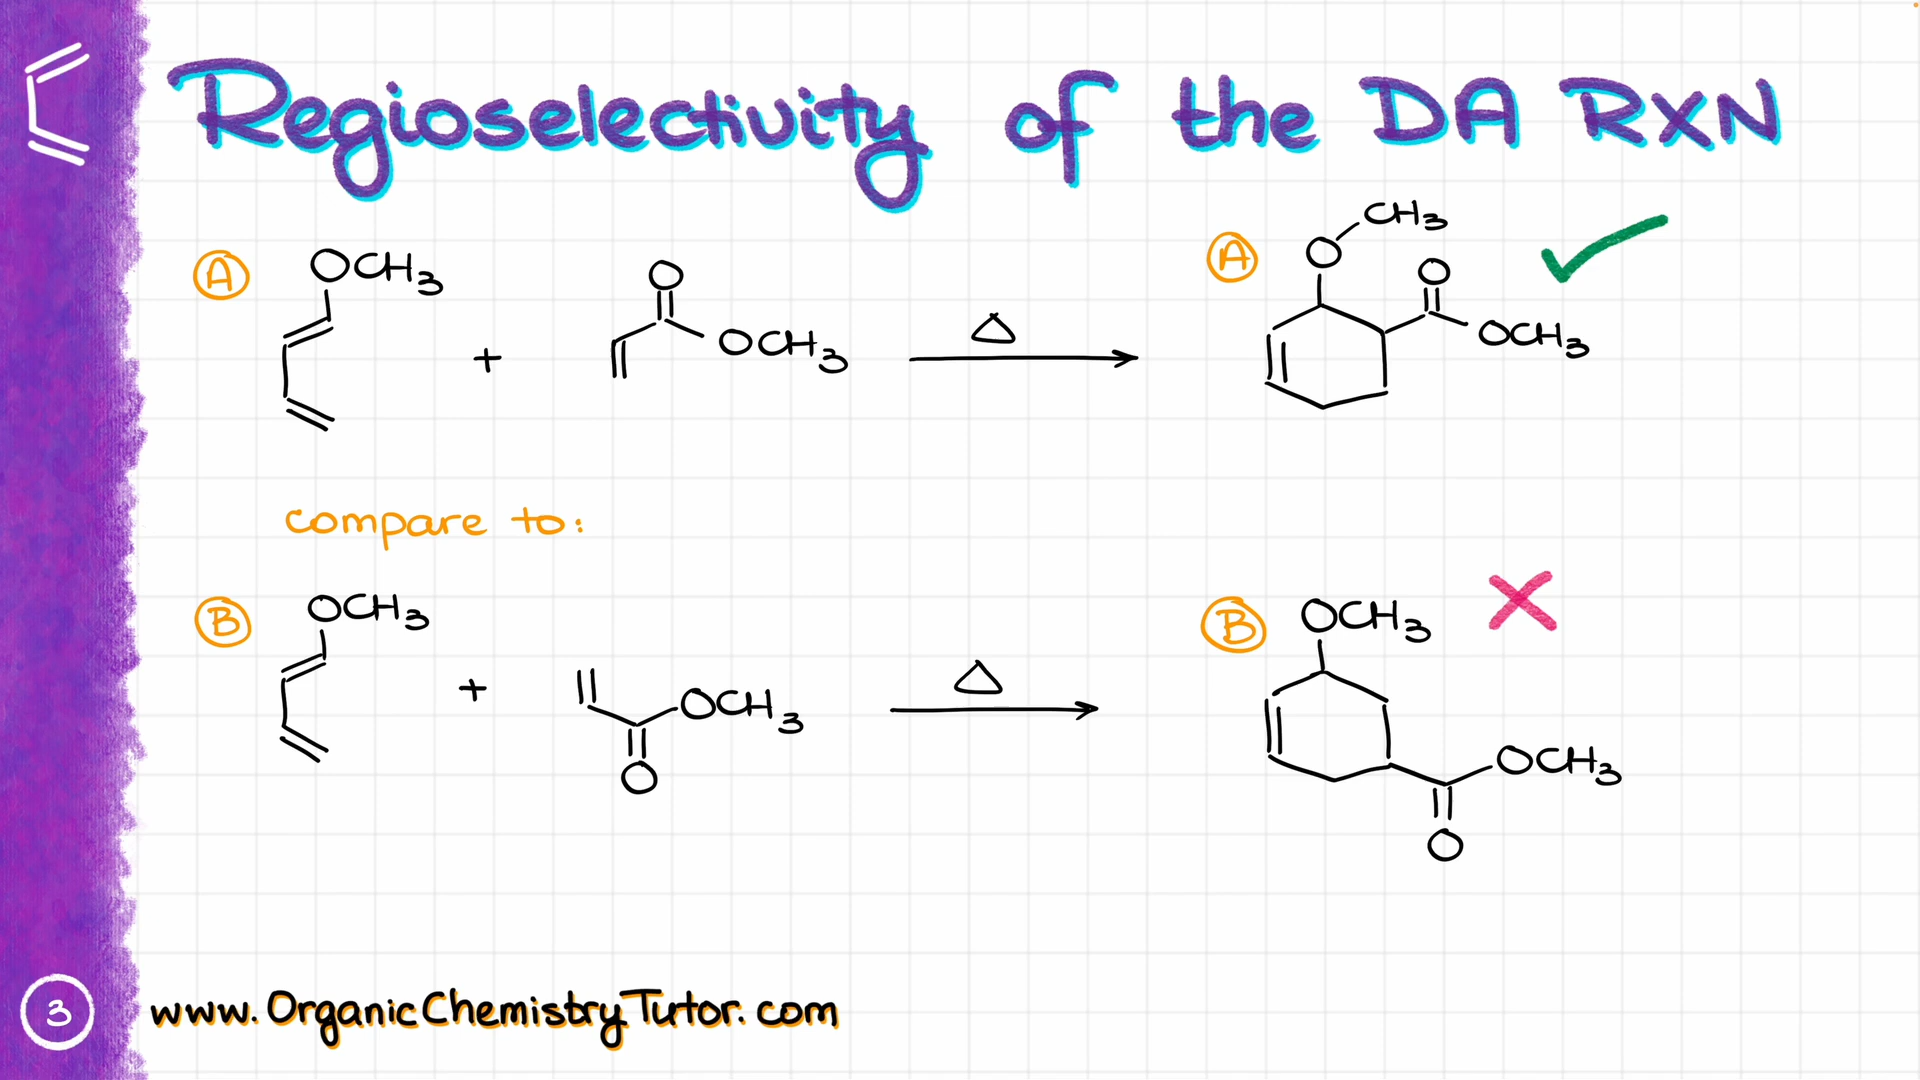 Regioselectivity of the DA RXN
A
OCH3
+
O
OCH3
Δ
A
O
CH3
O
OCH3
compare to:
B
OCH3
+
OCH3
O
Δ
B
OCH3
OCH3
O
3
www.OrganicChemistryTutor.com